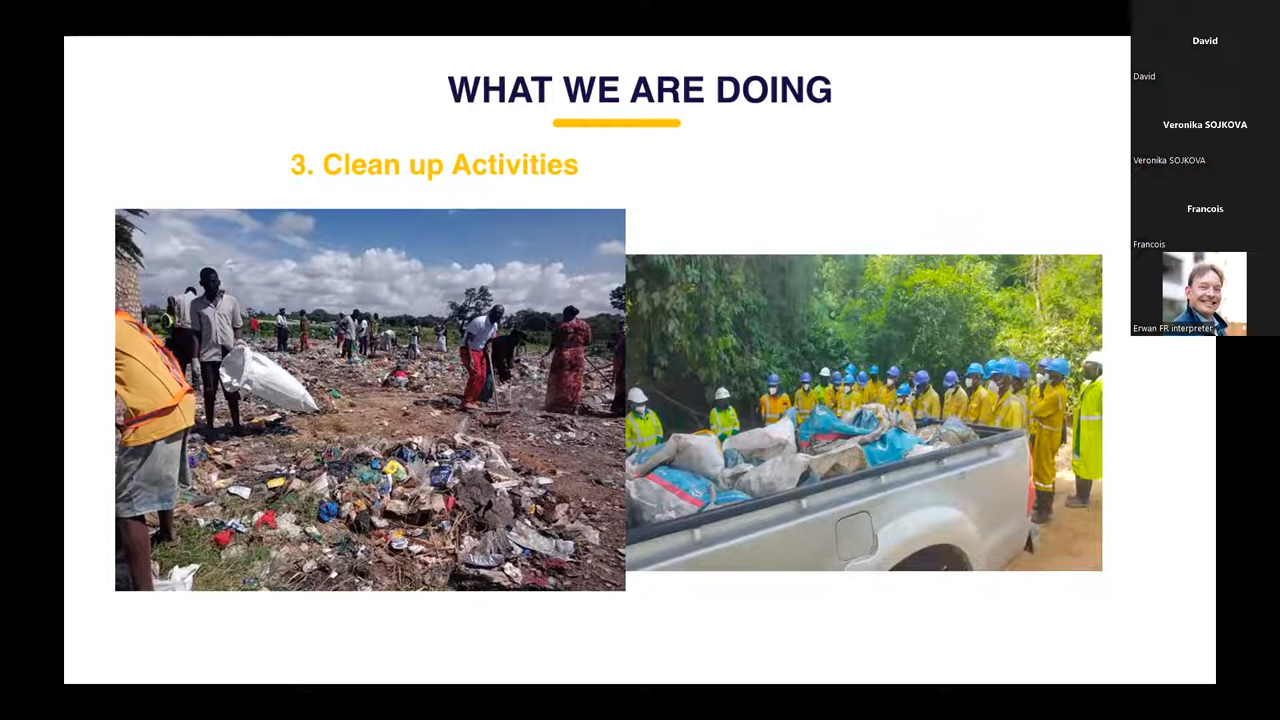 WHAT WE ARE DOING
3. Clean up Activities
David
David
Veronika SOJKOVA
Veronika SOJKOVA
Francois
Francois
Erwan FR interpreter